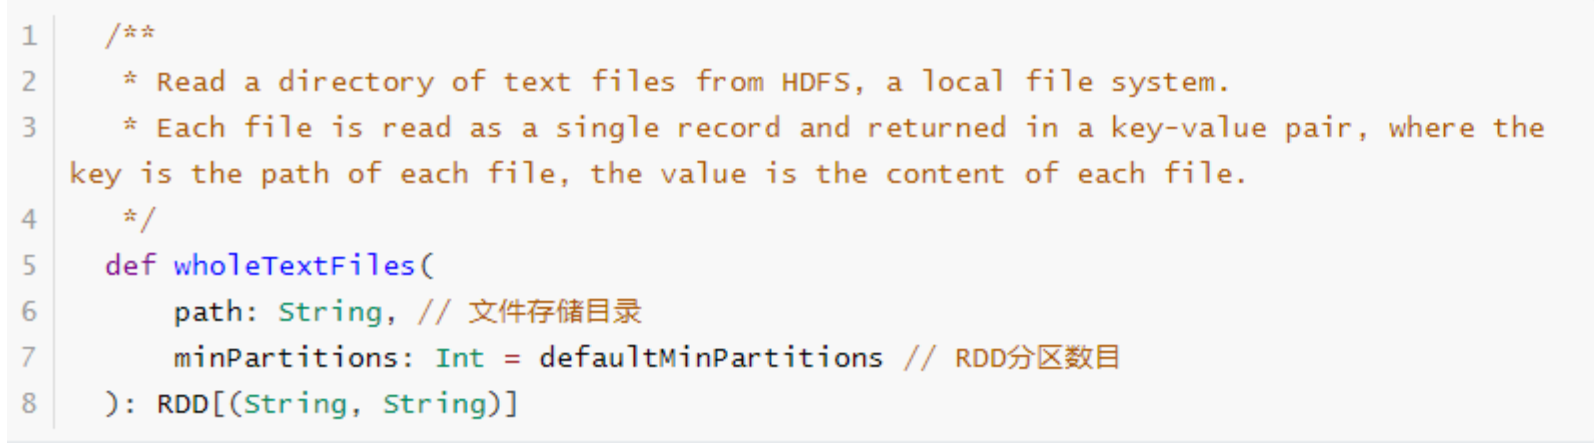 1 /**
2 * Read a directory of text files from HDFS, a local file system.
3 * Each file is read as a single record and returned in a key-value pair, where the
key is the path of each file, the value is the content of each file.
4 */
5 def wholeTextFiles(
6 path: String, // 文件存储目录
7 minPartitions: Int = defaultMinPartitions // RDD分区数目
8 ): RDD[(String, String)]